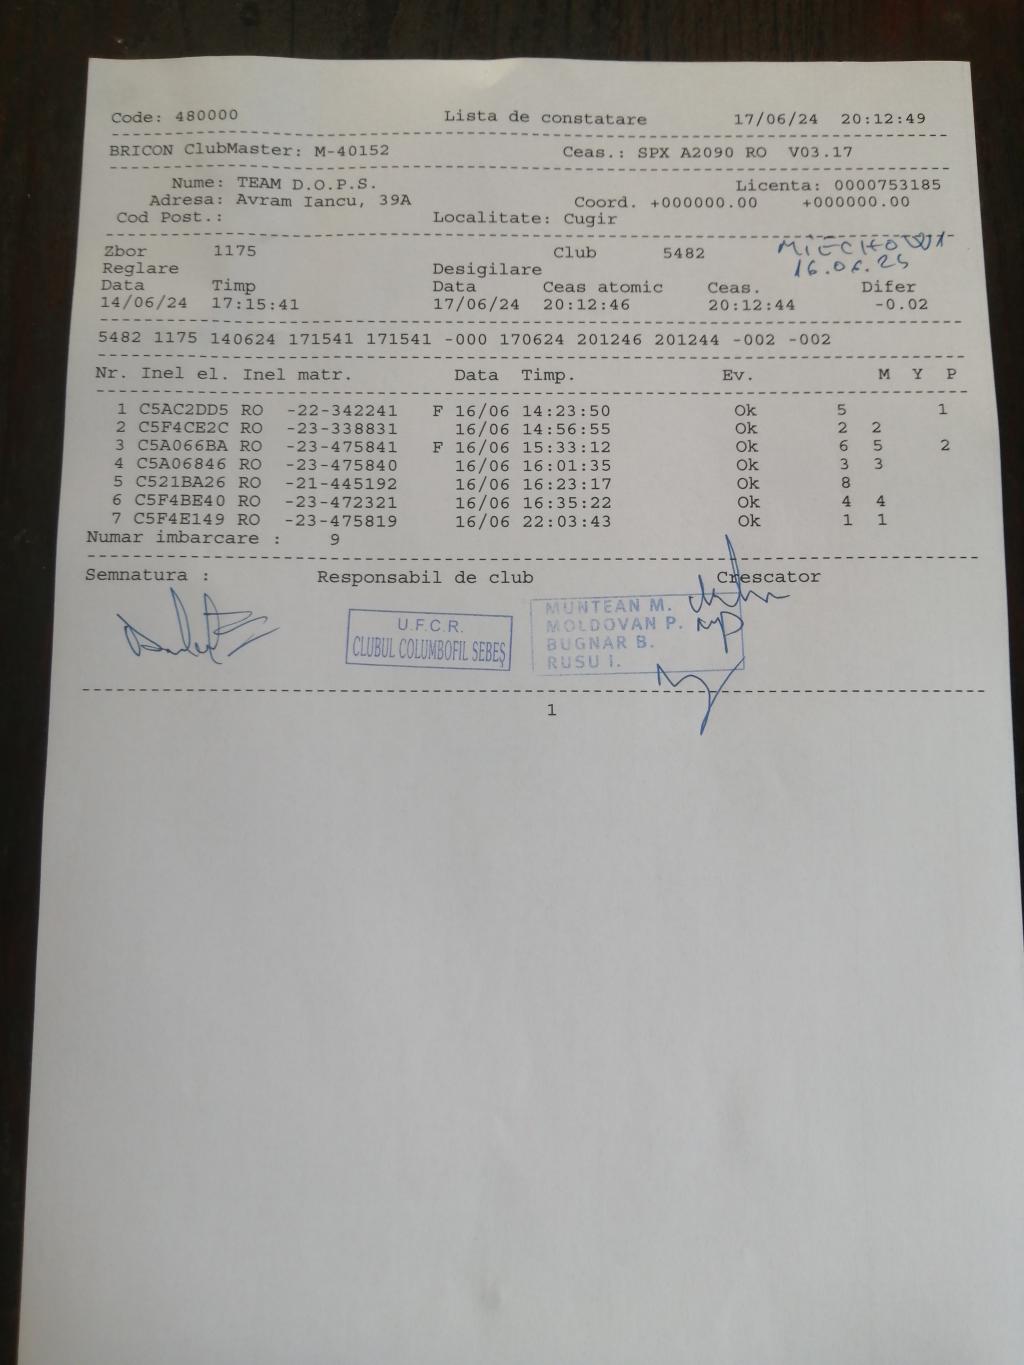 Code: 480000 Lista de constatare 17/06/24 20:12:49
BRICON ClubMaster: M-40152 Ceas.: SPX A2090 RO V03.17
Nume: TEAM D.O.P.S. Licenta: 0000753185
Adresa: Avram Iancu, 39A Coord. +000000.00 +000000.00
Cod Post.: Localitate: Cugir
Zbor 1175 Club 5482
16.06.25
Reglare Desigilare
Data Timp Data Ceas atomic Ceas. Difer
14/06/24 17:15:41 17/06/24 20:12:46 20:12:44 -0.02
5482 1175 140624 171541 171541 -000 170624 201246 201244 -002 -002
Nr. Inel el. Inel matr. Data Timp. Ev. M Y P
1 C5AC2DD5 RO -22-342241 F 16/06 14:23:50 Ok 5 1
2 C5F4CE2C RO -23-338831 16/06 14:56:55 Ok 2 2
3 C5A066BA RO -23-475841 F 16/06 15:33:12 Ok 6 5 2
4 C5A06846 RO -23-475840 16/06 16:01:35 Ok 3 3
5 C521BA26 RO -21-445192 16/06 16:23:17 Ok 8
6 C5F4BE40 RO -23-472321 16/06 16:35:22 Ok 4 4
7 C5F4E149 RO -23-475819 16/06 22:03:43 Ok 1 1
Numar imbarcare : 9
Semnatura : Responsabil de club Crescator
U.F.C.R.
CLUBUL COLUMBOFIL SEBEȘ
MUNTEAN M.
MOLDOVAN P.
BUGNAR B.
RUSU I.
1